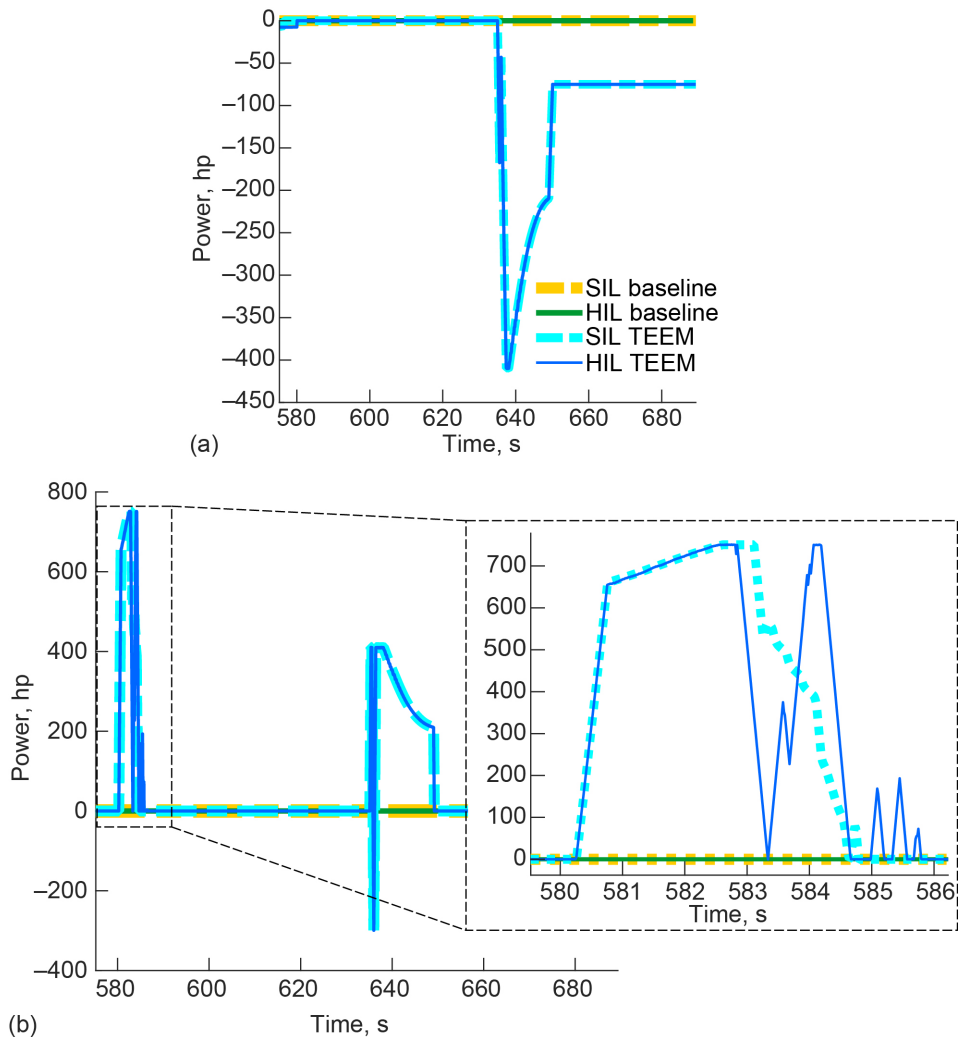 0
–50
–100
–150
–200
–250
–300
–350
–400
–450
Power, hp
SIL baseline
HIL baseline
SIL TEEM
HIL TEEM
580 600 620 640 660 680
Time, s
(a)
800
600
400
200
0
–200
–400
Power, hp
580 600 620 640 660 680
Time, s
(b)
700
600
500
400
300
200
100
0
580 581 582 583 584 585 586
Time, s